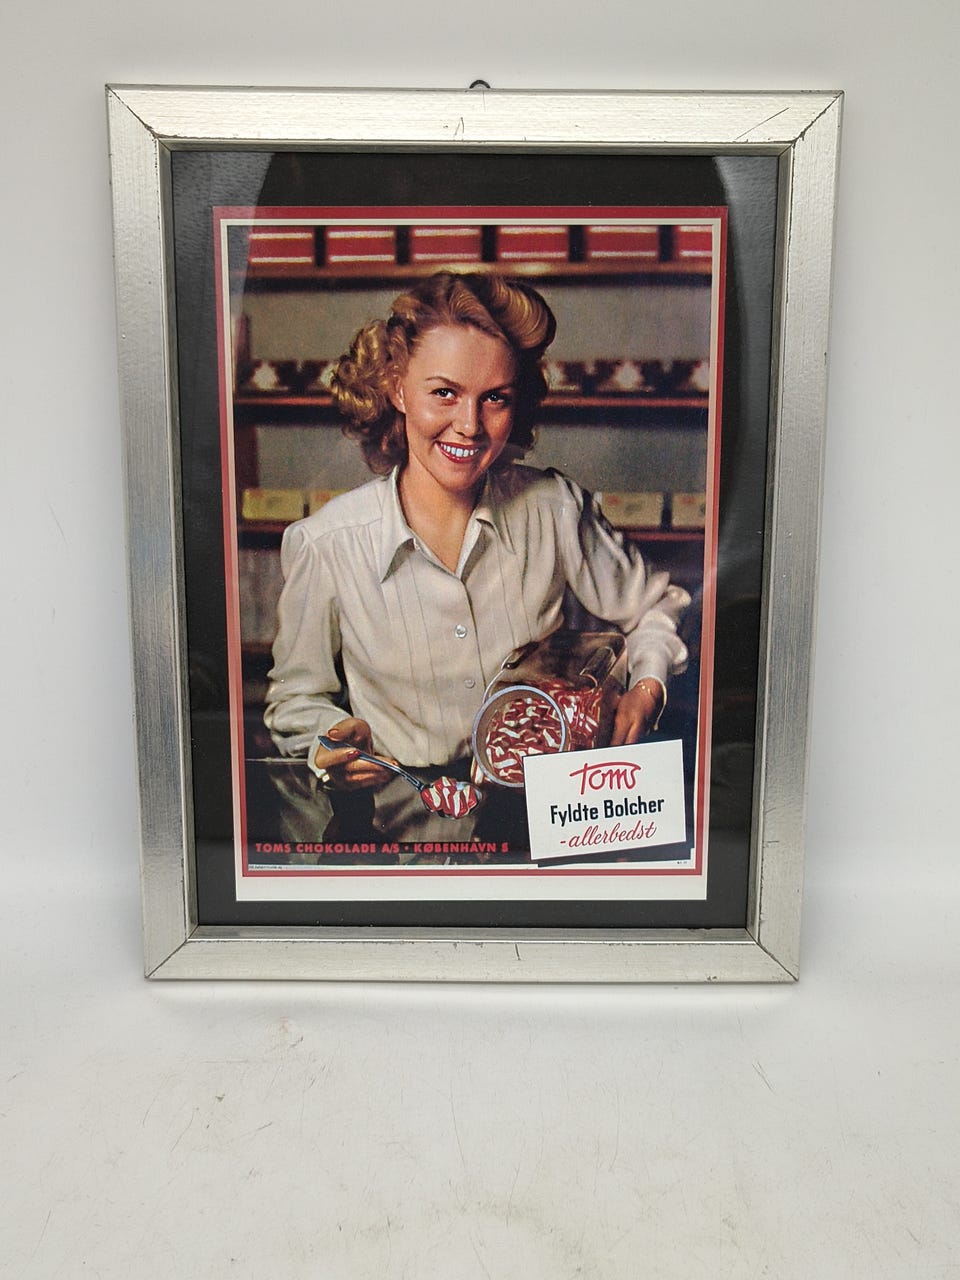 Toms
Fyldte Bolcher
-allerbedst
TOMS CHOKOLADE A/S · KØBENHAVN S